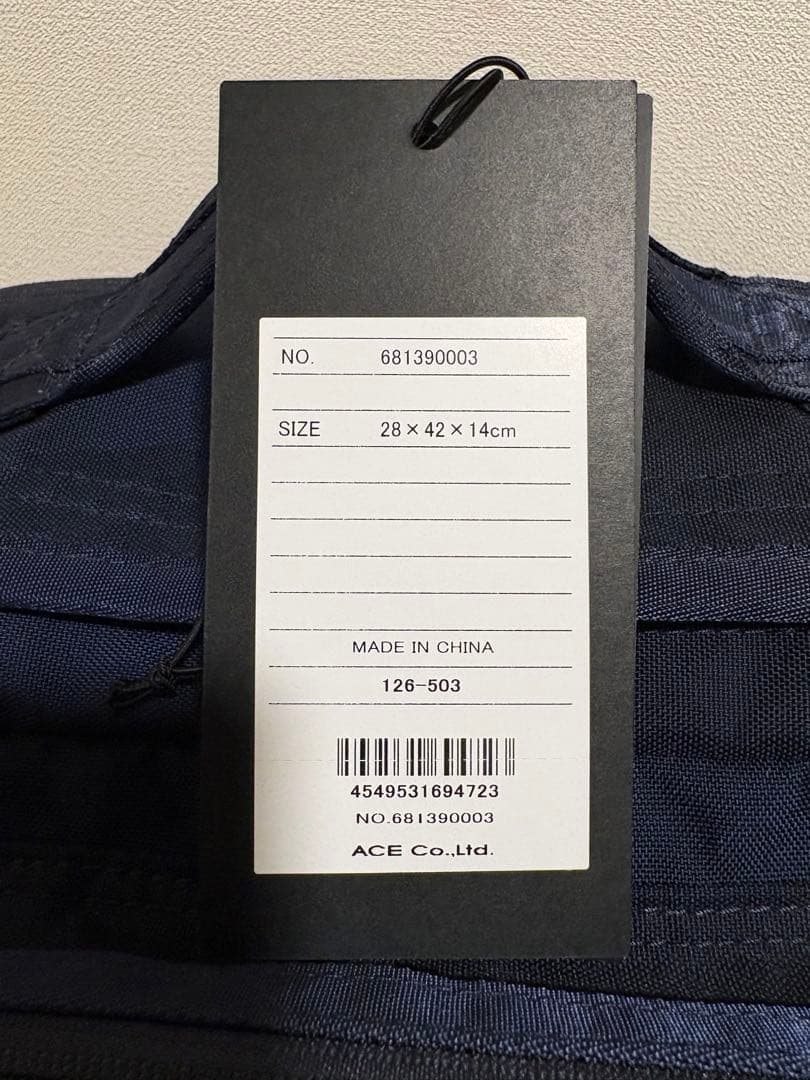 NO. 681390003
SIZE 28×42×14cm
MADE IN CHINA
126-503
4549531694723
NO.681390003
ACE Co.,Ltd.